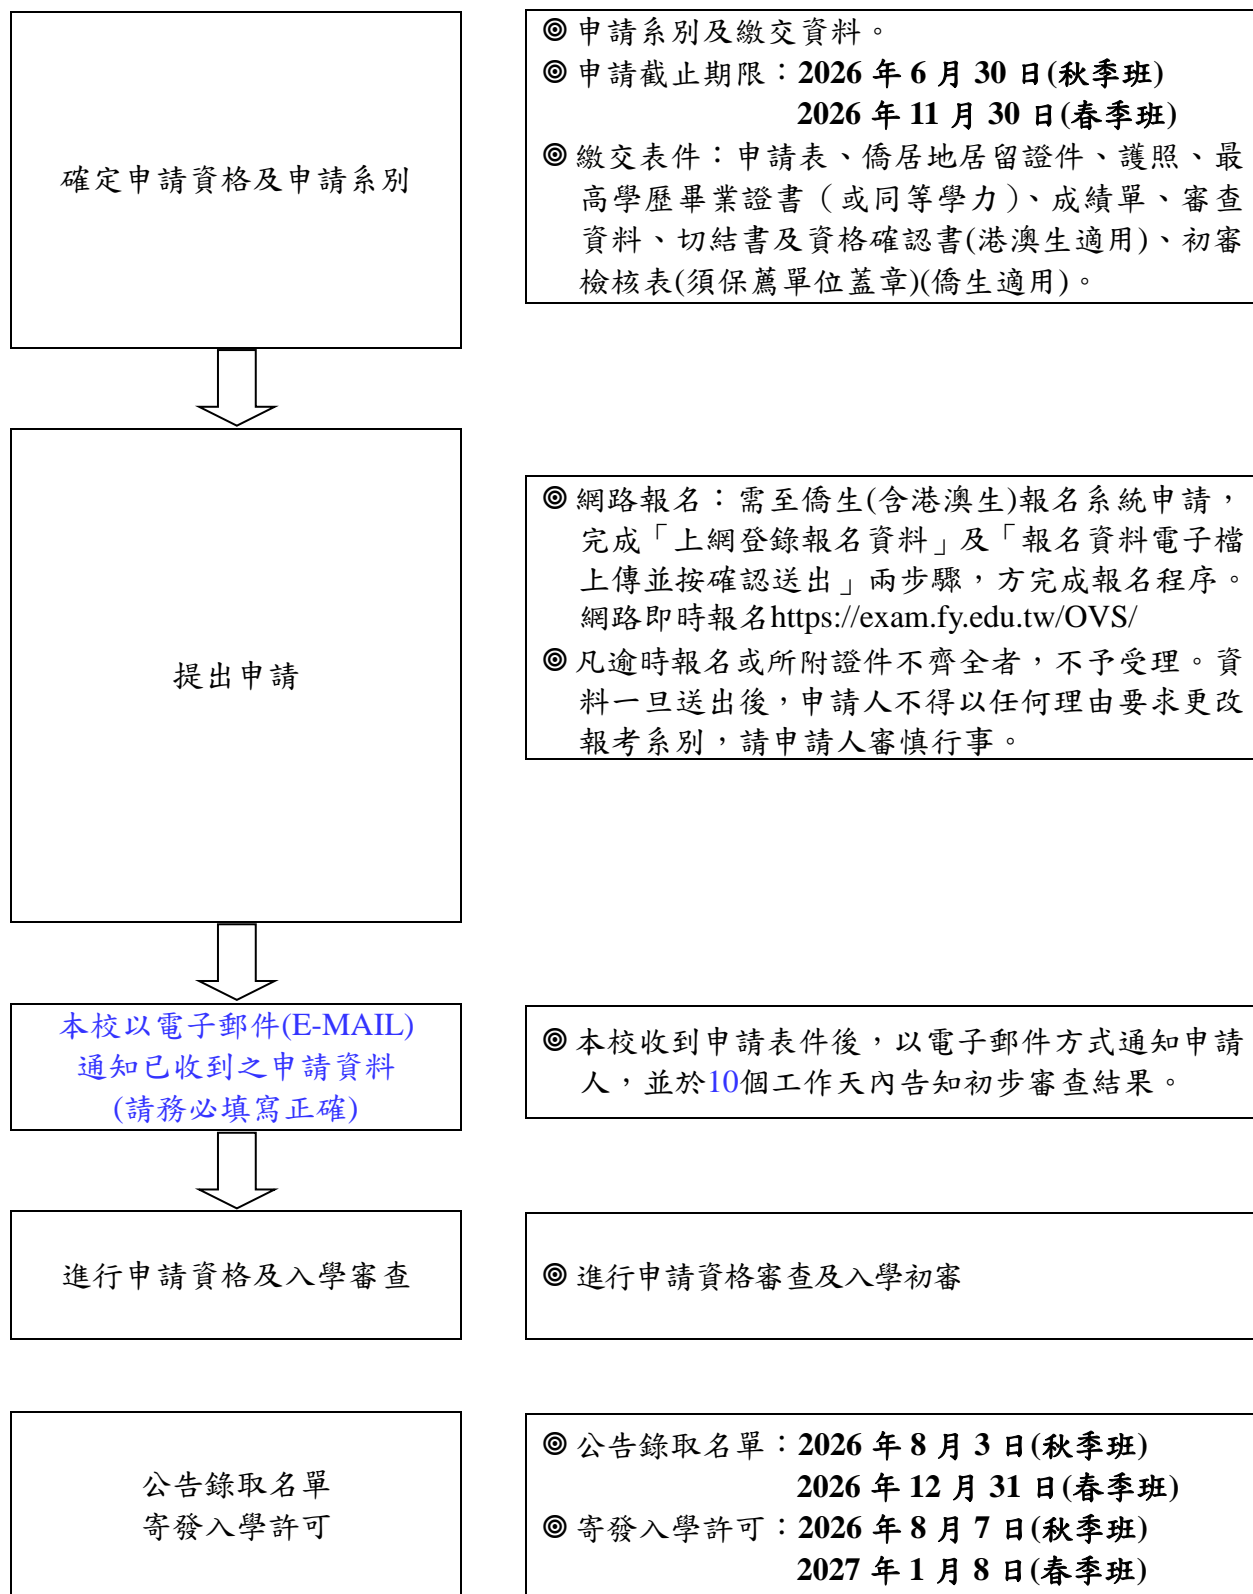 確定申請資格及申請系別
◎申請系別及繳交資料。
◎申請截止期限：2026 年 6 月 30 日(秋季班)
2026 年 11 月 30 日(春季班)
◎繳交表件：申請表、僑居地居留證件、護照、最
高學歷畢業證書（或同等學力）、成績單、審查
資料、切結書及資格確認書(港澳生適用)、初審
檢核表(須保薦單位蓋章)(僑生適用)。
提出申請
◎網路報名：需至僑生(含港澳生)報名系統申請，
完成「上網登錄報名資料」及「報名資料電子檔
上傳並按確認送出」兩步驟，方完成報名程序。
網路即時報名https://exam.fy.edu.tw/OVS/
◎凡逾時報名或所附證件不齊全者，不予受理。資
料一旦送出後，申請人不得以任何理由要求更改
報考系別，請申請人審慎行事。
本校以電子郵件(E-MAIL)
通知已收到之申請資料
(請務必填寫正確)
◎本校收到申請表件後，以電子郵件方式通知申請
人，並於10個工作天內告知初步審查結果。
進行申請資格及入學審查
◎進行申請資格審查及入學初審
公告錄取名單
寄發入學許可
◎公告錄取名單：2026 年 8 月 3 日(秋季班)
2026 年 12 月 31 日(春季班)
◎寄發入學許可：2026 年 8 月 7 日(秋季班)
2027 年 1 月 8 日(春季班)